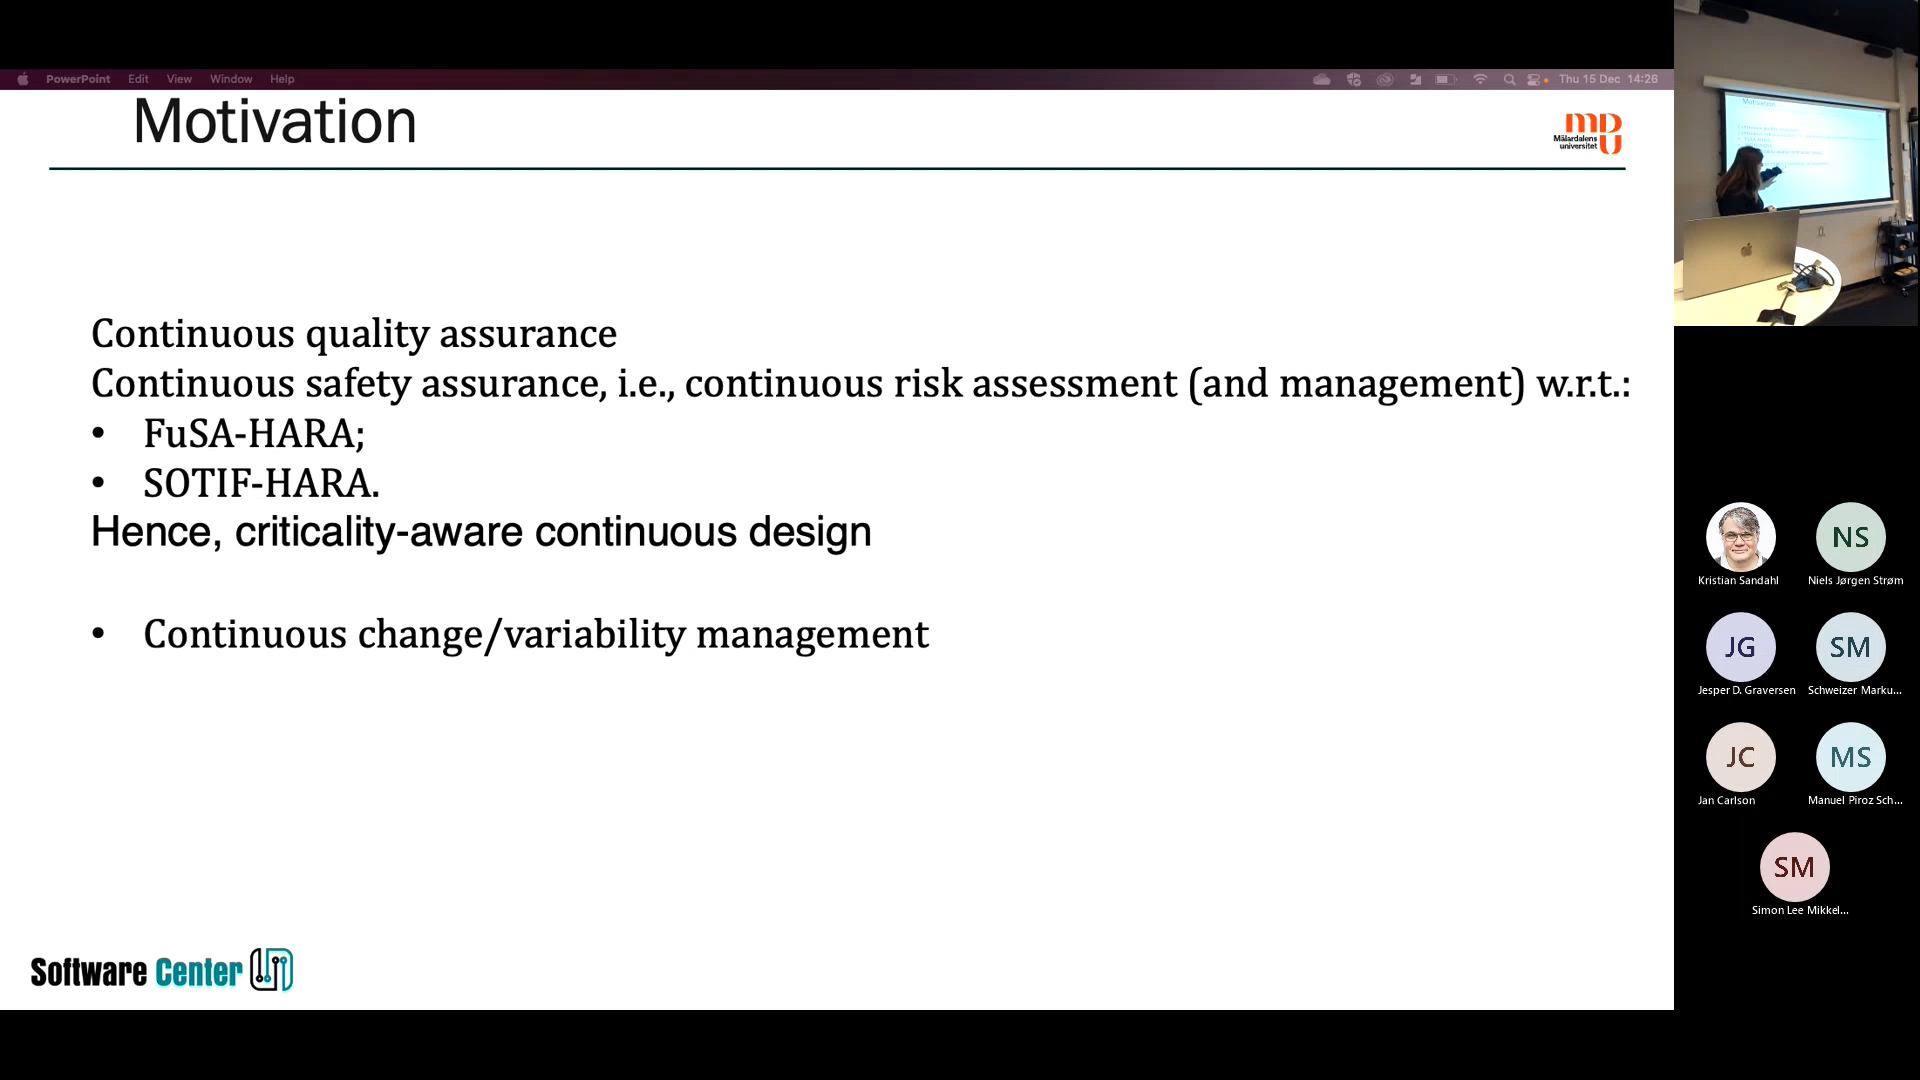 PowerPoint Edit View Window Help
Thu 15 Dec 14:26
Motivation
mdu
Mälardalens
universitet
Continuous quality assurance
Continuous safety assurance, i.e., continuous risk assessment (and management) w.r.t.:
• FuSA-HARA;
• SOTIF-HARA.
Hence, criticality-aware continuous design
• Continuous change/variability management
Software Center
Motivation
NS
Kristian Sandahl
Niels Jørgen Strøm
JG
SM
Jesper D. Graversen
Schweizer Marku...
JC
MS
Jan Carlson
Manuel Piroz Sch...
SM
Simon Lee Mikkel...